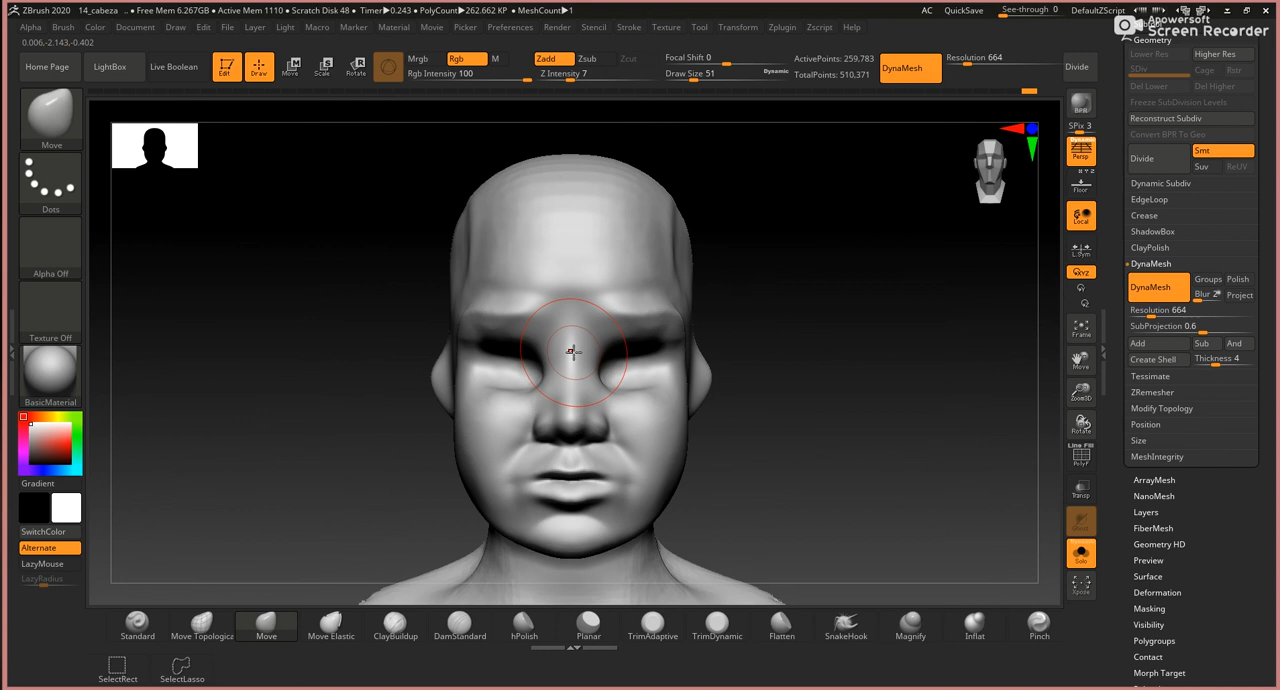 ZBrush 2020 14_cabeza .. • Free Mem 6.267GB • Active Mem 1110 • Scratch Disk 48 • Timer▶0.243 • PolyCount▶262.662 KP • MeshCount▶1
AC QuickSave See-through 0 DefaultZScript
Apowersoft
Screen Recorder
Alpha Brush Color Document Draw Edit File Layer Light Macro Marker Material Movie Picker Preferences Render Stencil Stroke Texture Tool Transform Zplugin Zscript Help
0.006,-2.143,-0.402
Home Page LightBox Live Boolean
Edit Draw Move Scale Rotate
Mrgb Rgb M
Rgb Intensity 100
Zadd Zsub Zcut
Z Intensity 7
Focal Shift 0
Draw Size 51 Dynamic
ActivePoints: 259,783
TotalPoints: 510,371
DynaMesh
Resolution 664
Divide
Move
Dots
Alpha Off
Texture Off
BasicMaterial
Gradient
SwitchColor
Alternate
LazyMouse
LazyRadius
BPR
SPix 3
Dynamic
Persp
X Y Z
Floor
Local
L.Sym
XYZ
Frame
Move
Zoom3D
Rotate
Line Fill
PolyF
Transp
Ghost
Dynamic
Solo
Xpose
Geometry
Lower Res Higher Res
SDiv Cage Rstr
Del Lower Del Higher
Freeze SubDivision Levels
Reconstruct Subdiv
Convert BPR To Geo
Divide Smt
Suv ReUV
Dynamic Subdiv
EdgeLoop
Crease
ShadowBox
ClayPolish
DynaMesh
DynaMesh Groups Polish
Blur 2 Project
Resolution 664
SubProjection 0.6
Add Sub And
Create Shell Thickness 4
Tessimate
ZRemesher
Modify Topology
Position
Size
MeshIntegrity
ArrayMesh
NanoMesh
Layers
FiberMesh
Geometry HD
Preview
Surface
Deformation
Masking
Visibility
Polygroups
Contact
Morph Target
Standard Move Topologica Move Move Elastic ClayBuildup DamStandard hPolish Planar TrimAdaptive TrimDynamic Flatten SnakeHook Magnify Inflat Pinch
SelectRect SelectLasso